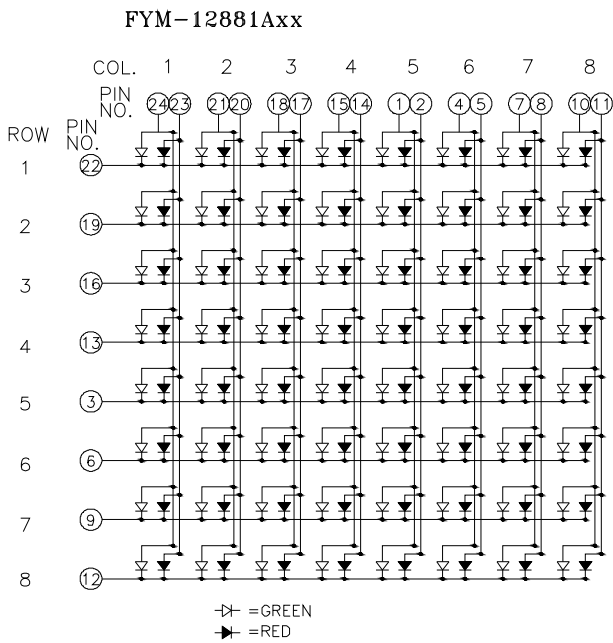 FYM-12881Axx
COL. 1 2 3 4 5 6 7 8
PIN NO. 24 23 21 20 18 17 15 14 1 2 4 5 7 8 10 11
ROW PIN NO.
1 22
2 19
3 16
4 13
5 3
6 6
7 9
8 12
=GREEN
=RED